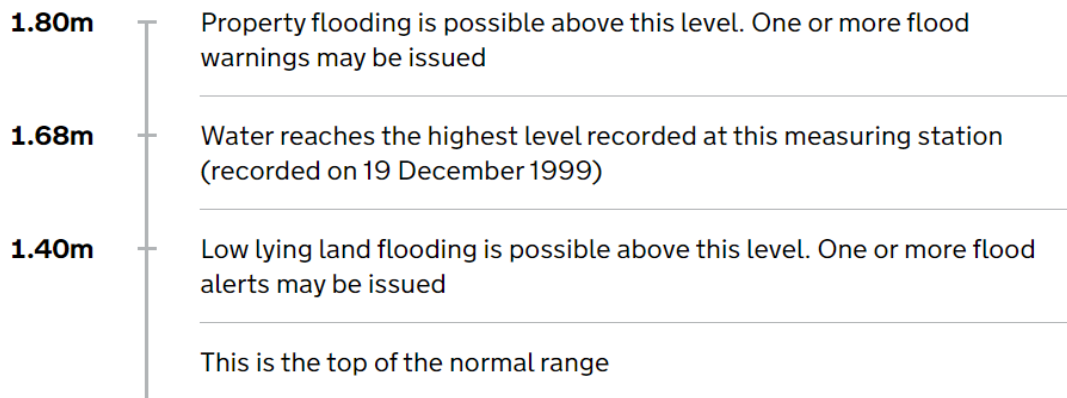 1.80m Property flooding is possible above this level. One or more flood
warnings may be issued
1.68m Water reaches the highest level recorded at this measuring station
(recorded on 19 December 1999)
1.40m Low lying land flooding is possible above this level. One or more flood
alerts may be issued
This is the top of the normal range